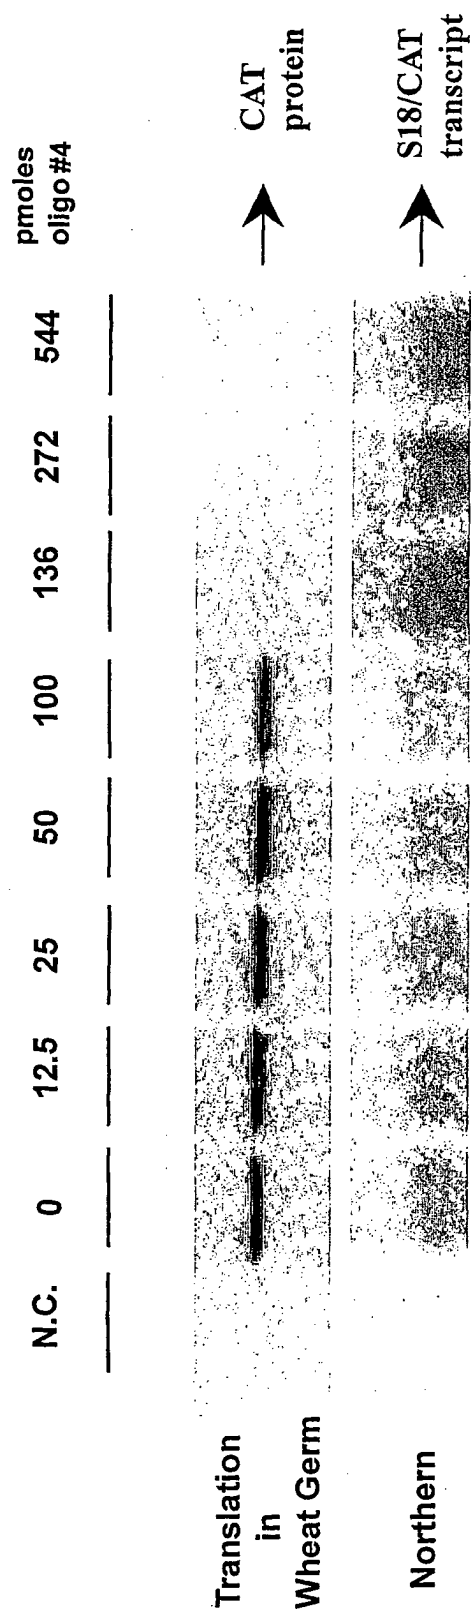 pmoles
oligo#4
N.C.
0
12.5
25
50
100
136
272
544
Translation
in
Wheat Germ
CAT
protein
Northern
S18/CAT
transcript